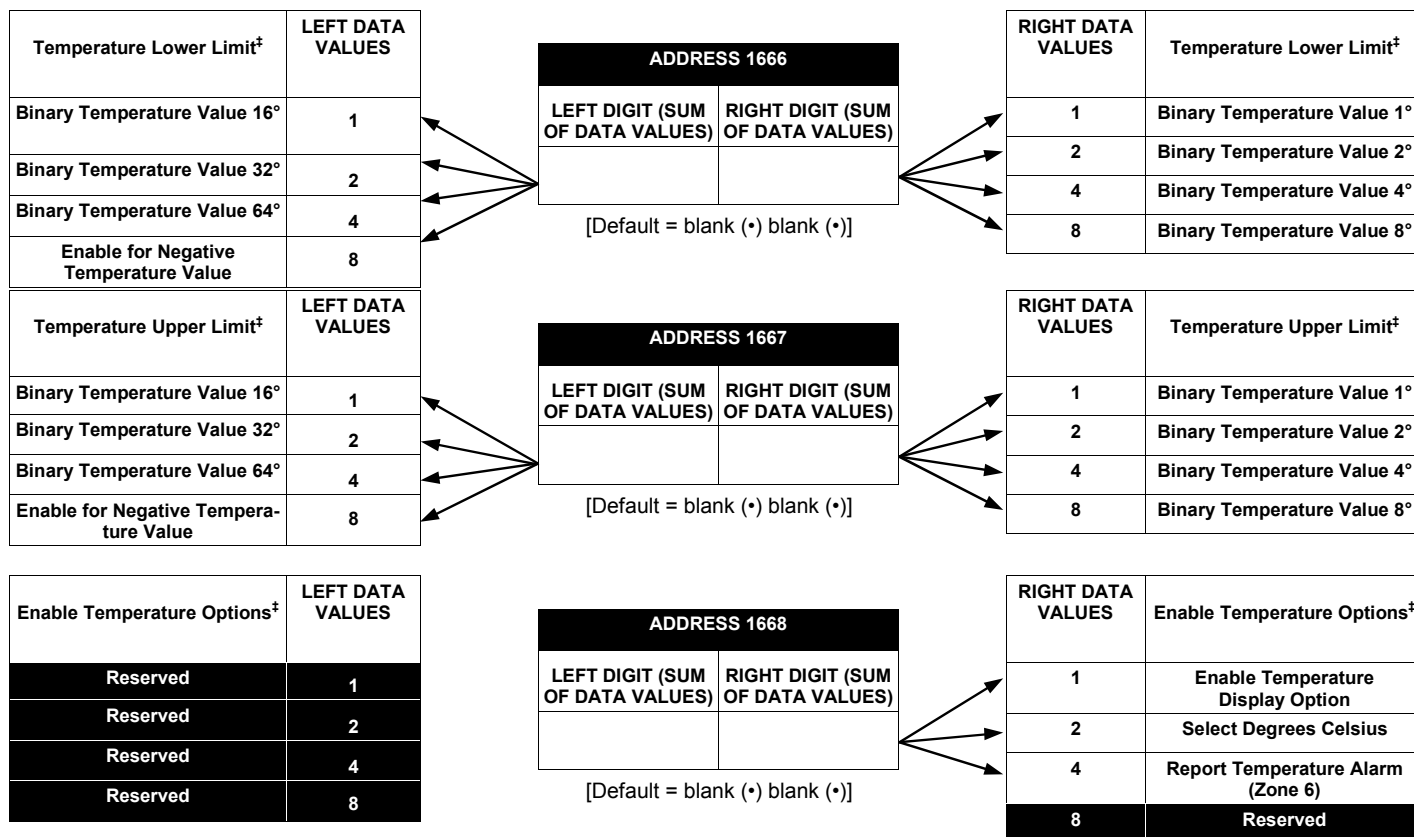 Temperature Lower Limit‡
LEFT DATA
VALUES
Binary Temperature Value 16°
1
Binary Temperature Value 32°
2
Binary Temperature Value 64°
4
Enable for Negative
Temperature Value
8
ADDRESS 1666
LEFT DIGIT (SUM
OF DATA VALUES)
RIGHT DIGIT (SUM
OF DATA VALUES)
[Default = blank (•) blank (•)]
RIGHT DATA
VALUES
Temperature Lower Limit‡
1
Binary Temperature Value 1°
2
Binary Temperature Value 2°
4
Binary Temperature Value 4°
8
Binary Temperature Value 8°
Temperature Upper Limit‡
LEFT DATA
VALUES
Binary Temperature Value 16°
1
Binary Temperature Value 32°
2
Binary Temperature Value 64°
4
Enable for Negative Tempera-
ture Value
8
ADDRESS 1667
LEFT DIGIT (SUM
OF DATA VALUES)
RIGHT DIGIT (SUM
OF DATA VALUES)
[Default = blank (•) blank (•)]
RIGHT DATA
VALUES
Temperature Upper Limit‡
1
Binary Temperature Value 1°
2
Binary Temperature Value 2°
4
Binary Temperature Value 4°
8
Binary Temperature Value 8°
Enable Temperature Options‡
LEFT DATA
VALUES
Reserved
1
Reserved
2
Reserved
4
Reserved
8
ADDRESS 1668
LEFT DIGIT (SUM
OF DATA VALUES)
RIGHT DIGIT (SUM
OF DATA VALUES)
[Default = blank (•) blank (•)]
RIGHT DATA
VALUES
Enable Temperature Options‡
1
Enable Temperature
Display Option
2
Select Degrees Celsius
4
Report Temperature Alarm
(Zone 6)
8
Reserved